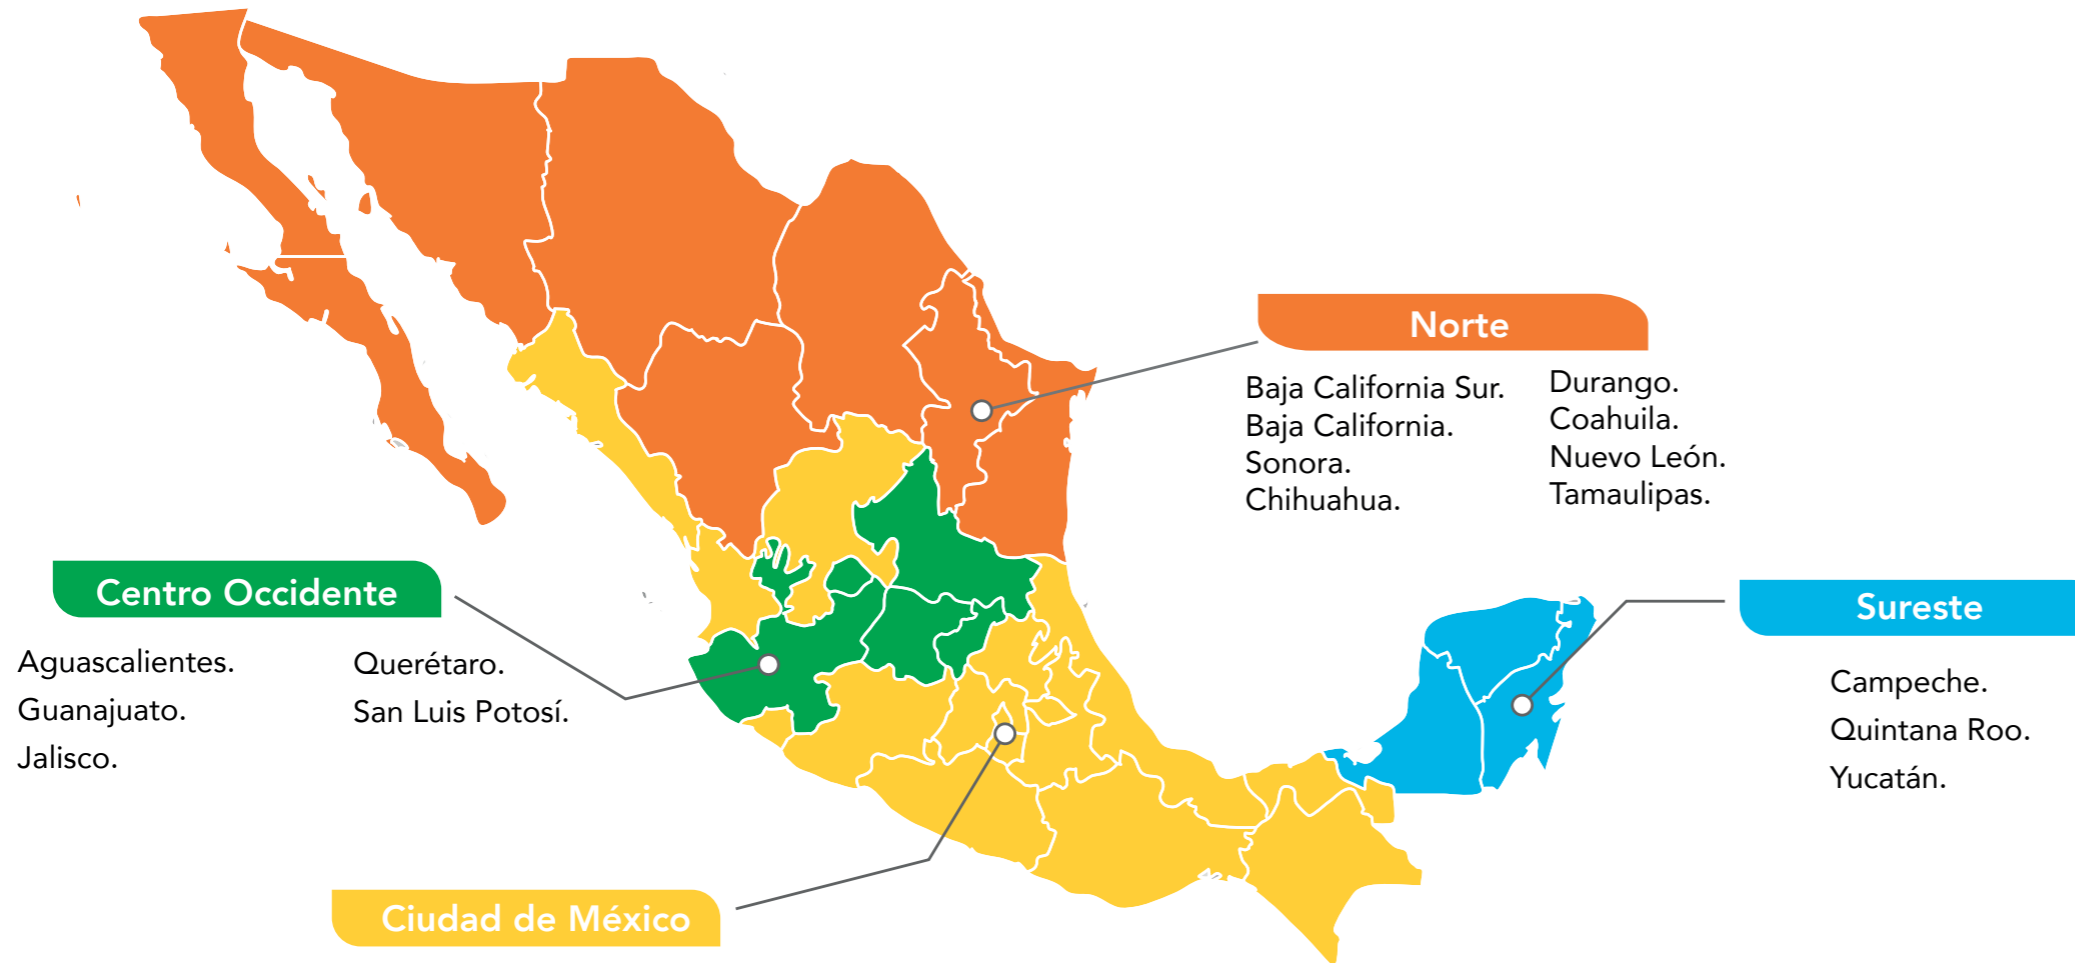 Norte
Baja California Sur.
Baja California.
Sonora.
Chihuahua.
Durango.
Coahuila.
Nuevo León.
Tamaulipas.
Centro Occidente
Aguascalientes.
Guanajuato.
Jalisco.
Querétaro.
San Luis Potosí.
Sureste
Campeche.
Quintana Roo.
Yucatán.
Ciudad de México